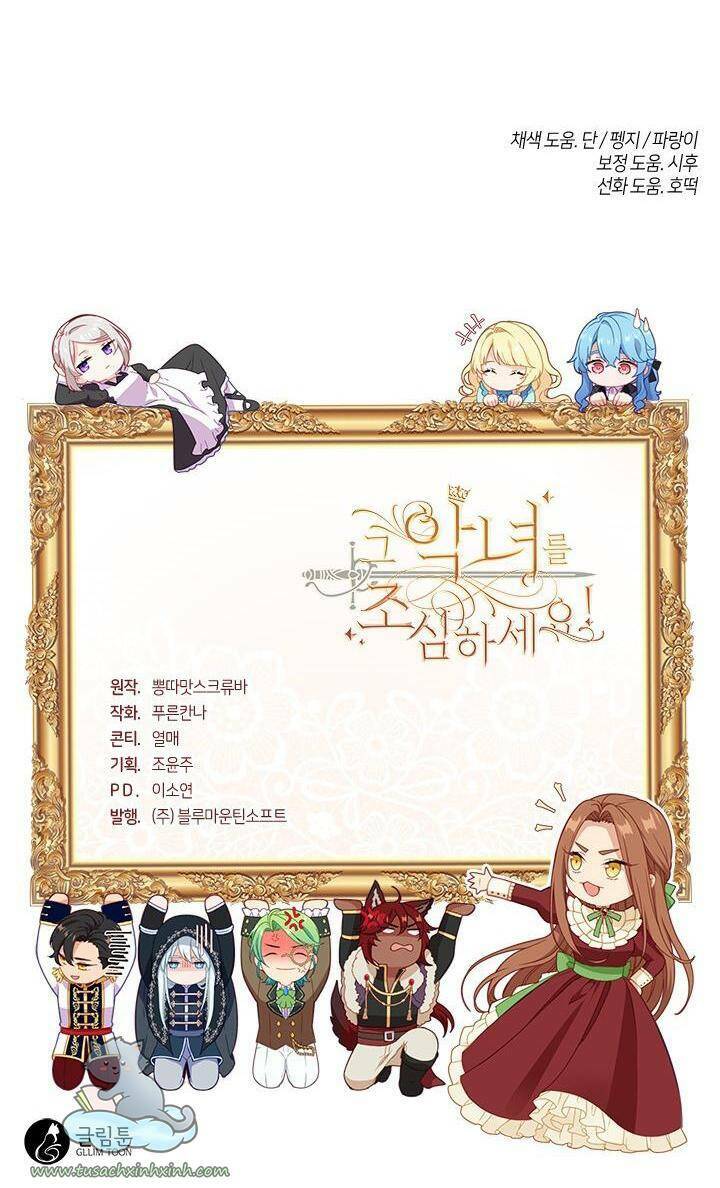 채색 도움. 단 / 펭지 / 파랑이
보정 도움. 시후
선화 도움. 호떡
그 악녀를
조심하세요!
원작. 뽕따맛스크류바
작화. 푸른칸나
콘티. 열매
기획. 조윤주
PD. 이소연
발행. (주) 블루마운틴소프트
글림툰
GLLIM TOON
www.tusachxinhxinh.com